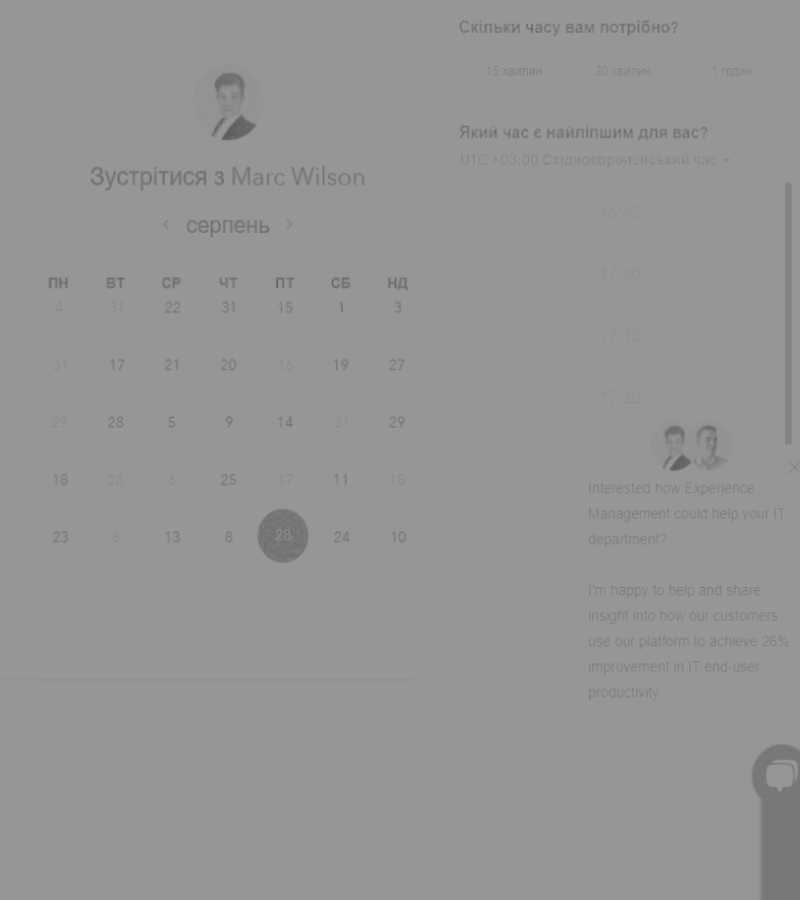 Зустрітися з Marc Wilson
серпень
ПН ВТ СР ЧТ ПТ СБ НД
4 31 22 31 15 1 3
31 17 21 20 16 19 27
29 28 5 9 14 31 29
18 26 6 25 17 11 18
23 8 13 8 28 24 10
Скільки часу вам потрібно?
15 хвилин 30 хвилин 1 годин
Який час є найліпшим для вас?
UTC +03:00 Східноєвропейський час
16:45
17:00
17:15
17:30
Interested how Experience
Management could help your IT
department?
I'm happy to help and share
insight into how our customers
use our platform to achieve 26%
improvement in IT end-user
productivity